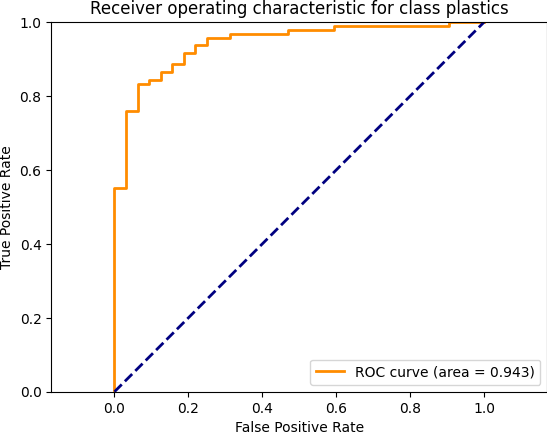 Receiver operating characteristic for class plastics
True Positive Rate
1.0
0.8
0.6
0.4
0.2
0.0
ROC curve (area = 0.943)
0.0 0.2 0.4 0.6 0.8 1.0
False Positive Rate